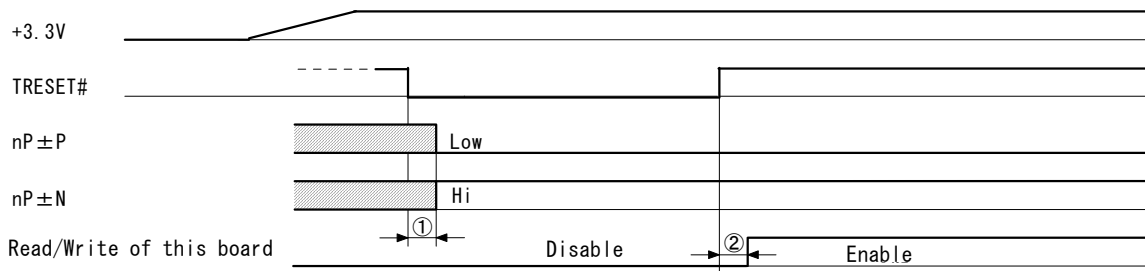 +3.3V
TRESET#
nP±P
Low
nP±N
Hi
①
②
Read/Write of this board
Disable
Enable